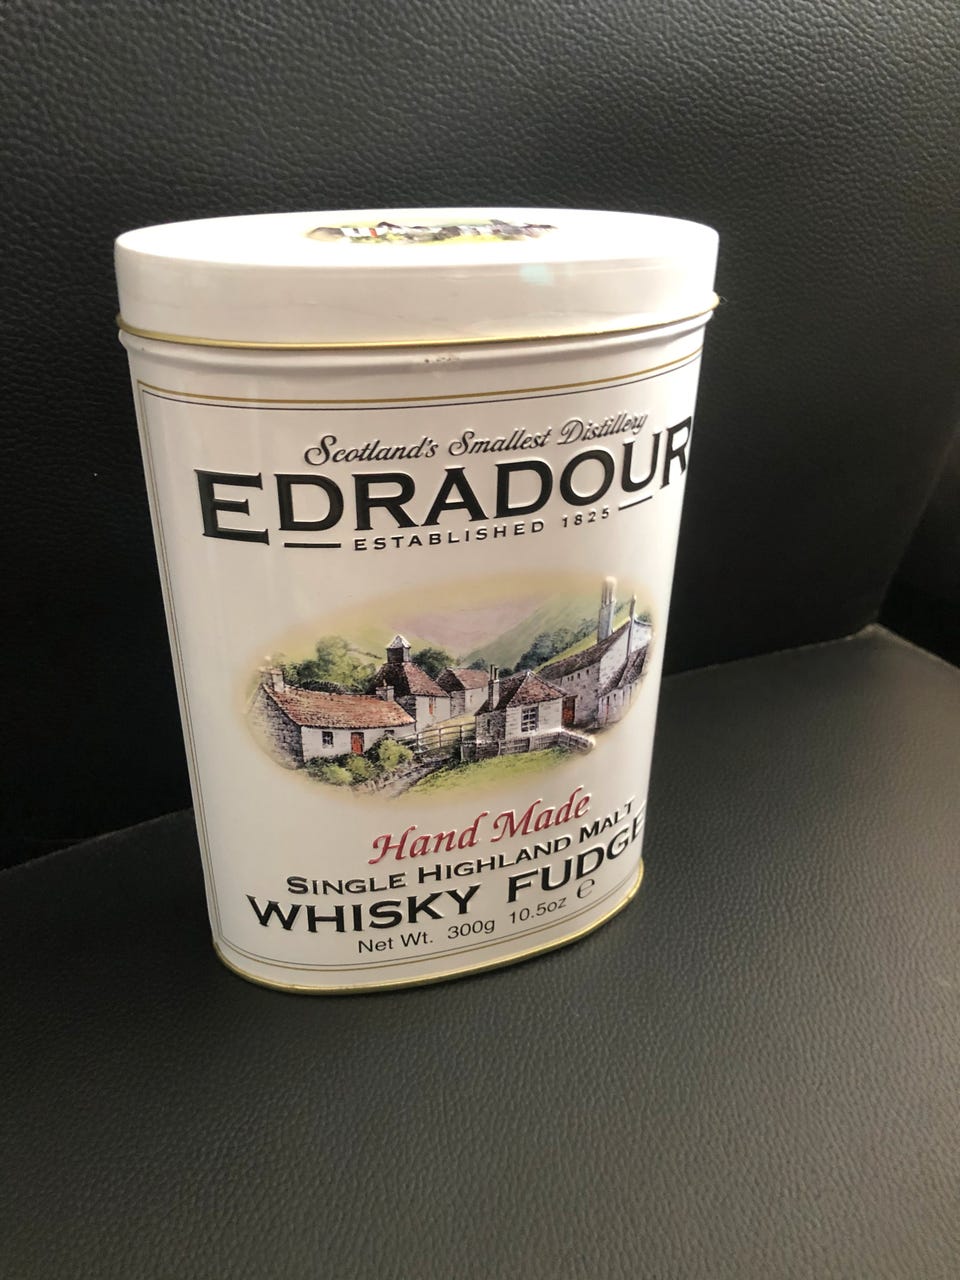 Scotland's Smallest Distillery
EDRADOUR
ESTABLISHED 1825
Hand Made
SINGLE HIGHLAND MALT
WHISKY FUDGE
Net Wt. 300g 10.5oz ℮